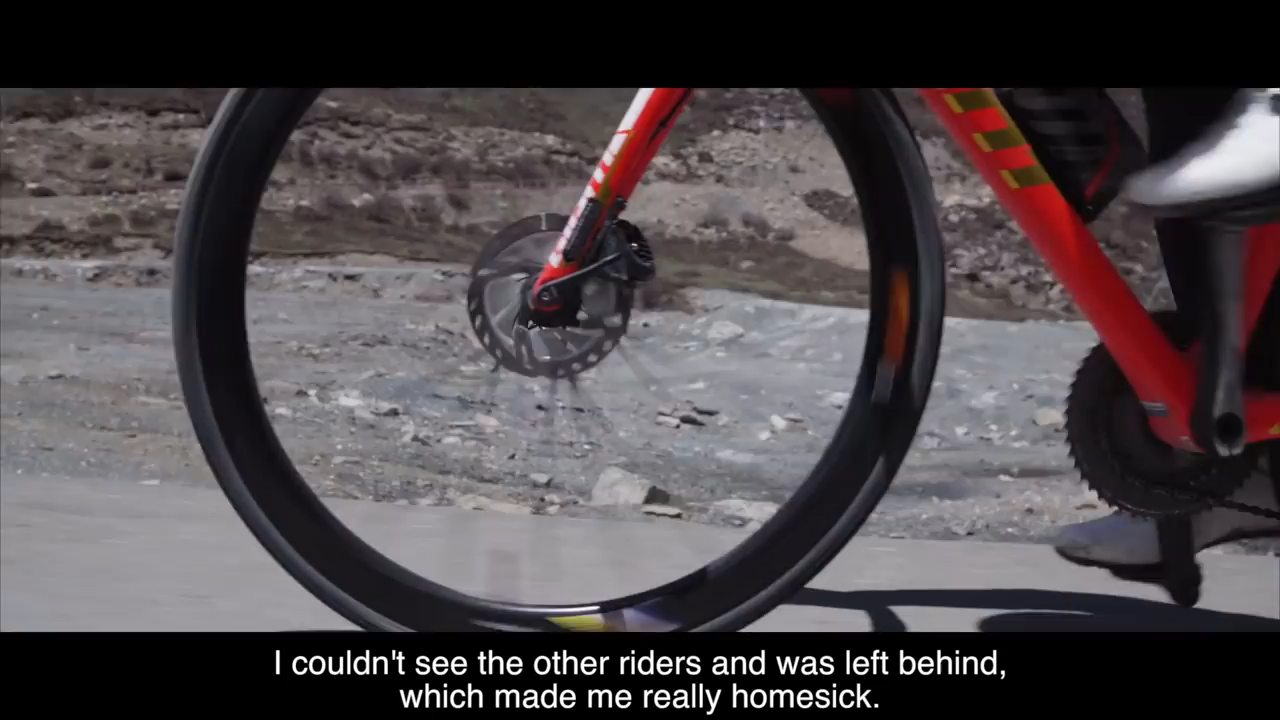 I couldn't see the other riders and was left behind,
which made me really homesick.